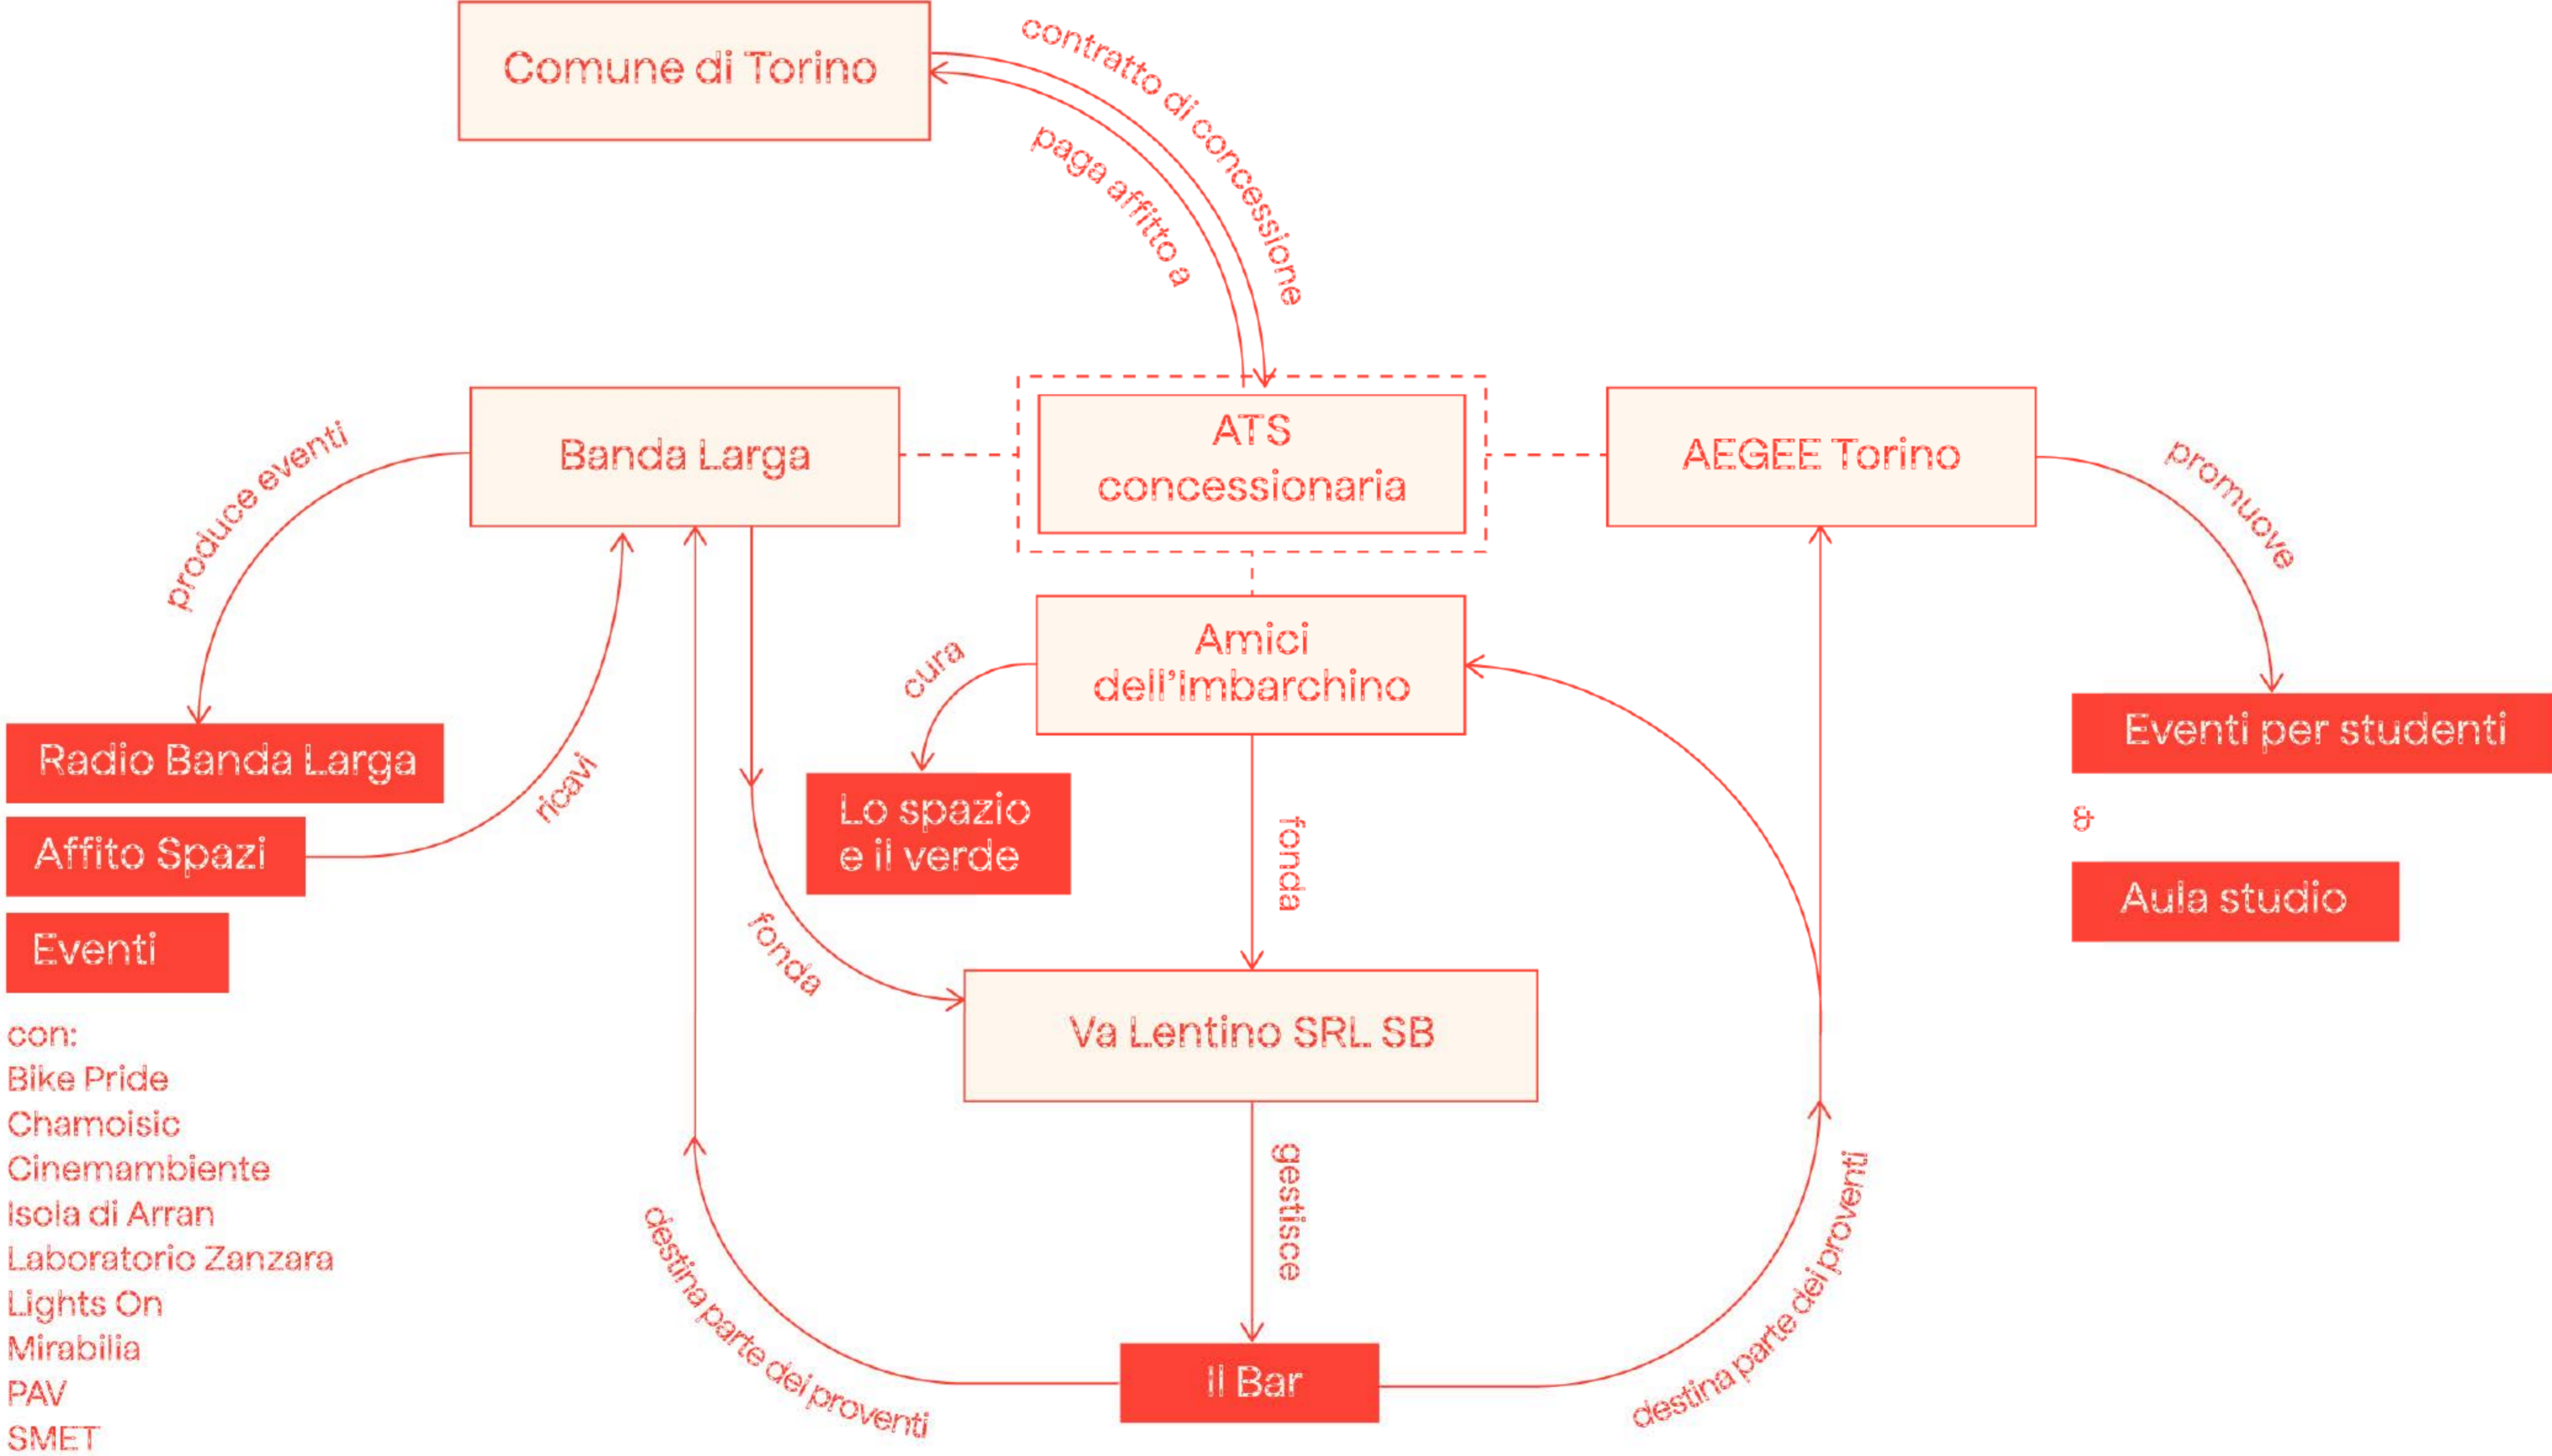 Comune di Torino
contratto di concessione
paga affitto a
Banda Larga
ATS
concessionaria
AEGEE Torino
produce eventi
promuove
Amici
dell'Imbarchino
cura
Radio Banda Larga
Affito Spazi
Eventi
ricavi
Lo spazio
e il verde
fonda
fonda
Eventi per studenti
&
Aula studio
Va Lentino SRL SB
con:
Bike Pride
Chamoisic
Cinemambiente
Isola di Arran
Laboratorio Zanzara
Lights On
Mirabilia
PAV
SMET
gestisce
destina parte dei proventi
destina parte dei proventi
Il Bar